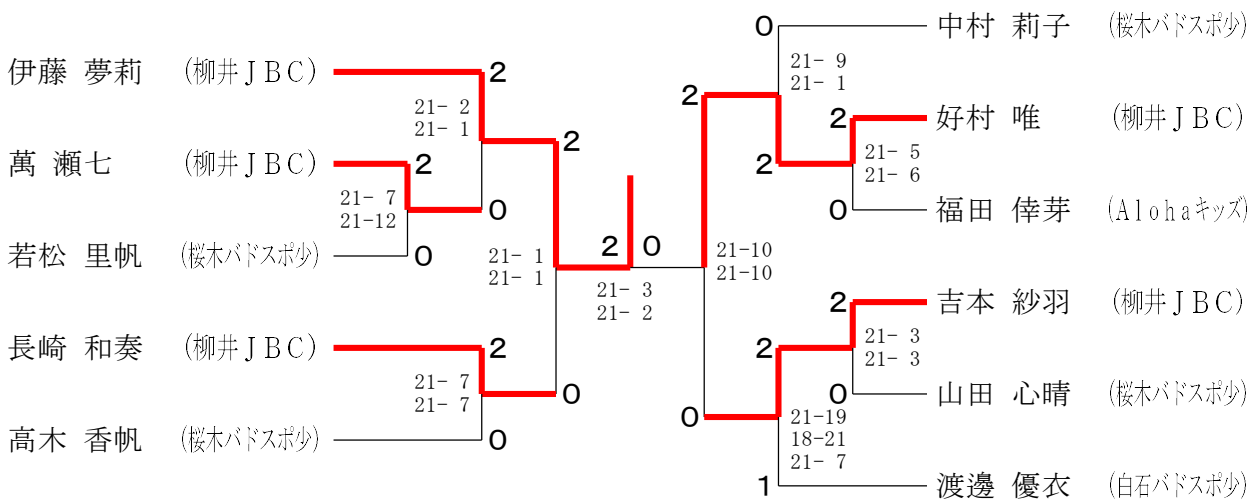 伊藤 夢莉 (柳井ＪＢＣ) 2
21- 2
21- 1
2
萬 瀬七 (柳井ＪＢＣ) 2
21- 7
21-12
0
若松 里帆 (桜木バドスポ少) 0
21- 1
21- 1
長崎 和奏 (柳井ＪＢＣ) 2
21- 7
21- 7
0
高木 香帆 (桜木バドスポ少) 0
2 0
21- 3
21- 2
0 中村 莉子 (桜木バドスポ少)
21- 9
21- 1
2
2 好村 唯 (柳井ＪＢＣ)
2
21- 5
21- 6
0 福田 倖芽 (Ａｌｏｈａキッズ)
21-10
21-10
2 吉本 紗羽 (柳井ＪＢＣ)
2
21- 3
21- 3
0 山田 心晴 (桜木バドスポ少)
0
21-19
18-21
21- 7
1 渡邊 優衣 (白石バドスポ少)